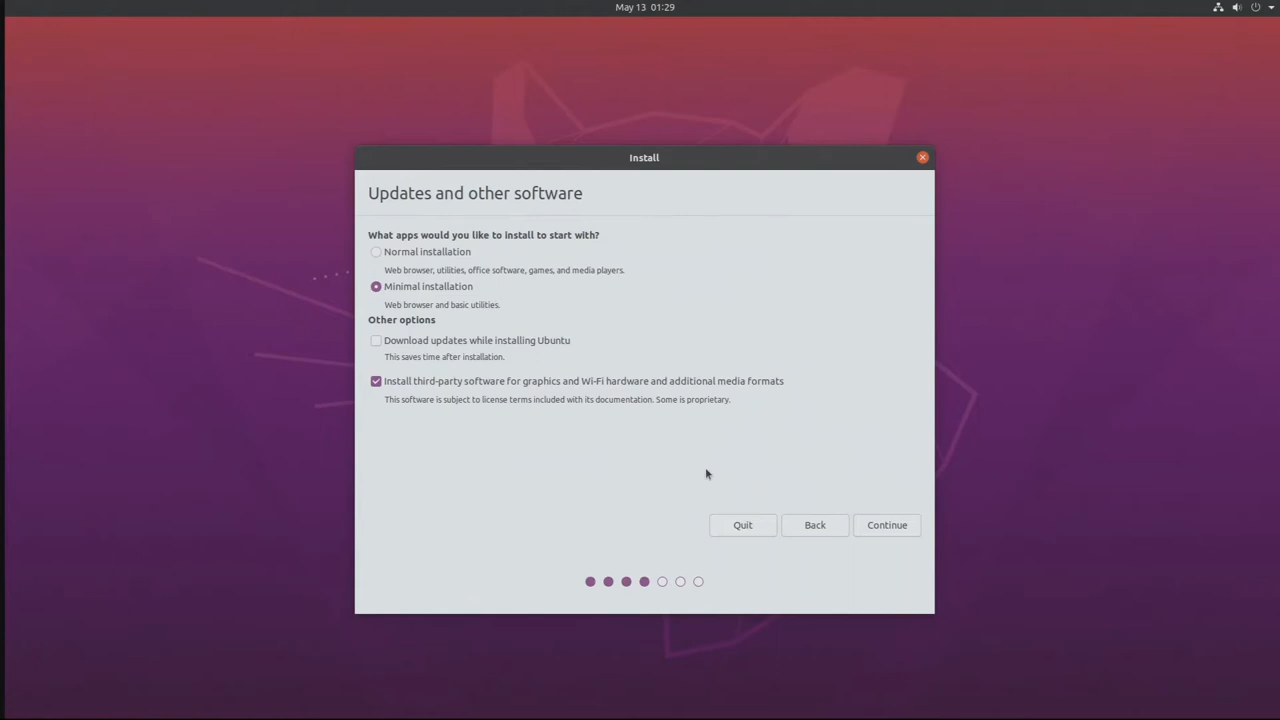 May 13 01:29
Install
Updates and other software
What apps would you like to install to start with?
Normal installation
Web browser, utilities, office software, games, and media players.
Minimal installation
Web browser and basic utilities.
Other options
Download updates while installing Ubuntu
This saves time after installation.
Install third-party software for graphics and Wi-Fi hardware and additional media formats
This software is subject to license terms included with its documentation. Some is proprietary.
Quit Back Continue